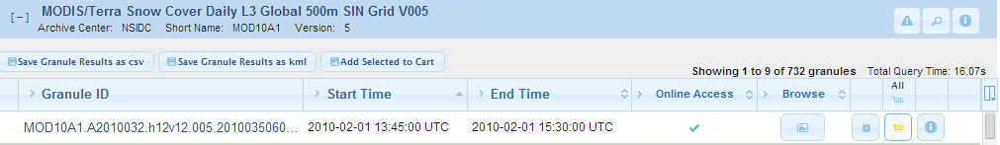 [−] MODIS/Terra Snow Cover Daily L3 Global 500m SIN Grid V005
Archive Center: NSIDC Short Name: MOD10A1 Version: 5
Save Granule Results as csv Save Granule Results as kml Add Selected to Cart
Showing 1 to 9 of 732 granules Total Query Time: 16.07s
Granule ID Start Time End Time Online Access Browse All
MOD10A1.A2010032.h12v12.005.2010035060... 2010-02-01 13:45:00 UTC 2010-02-01 15:30:00 UTC